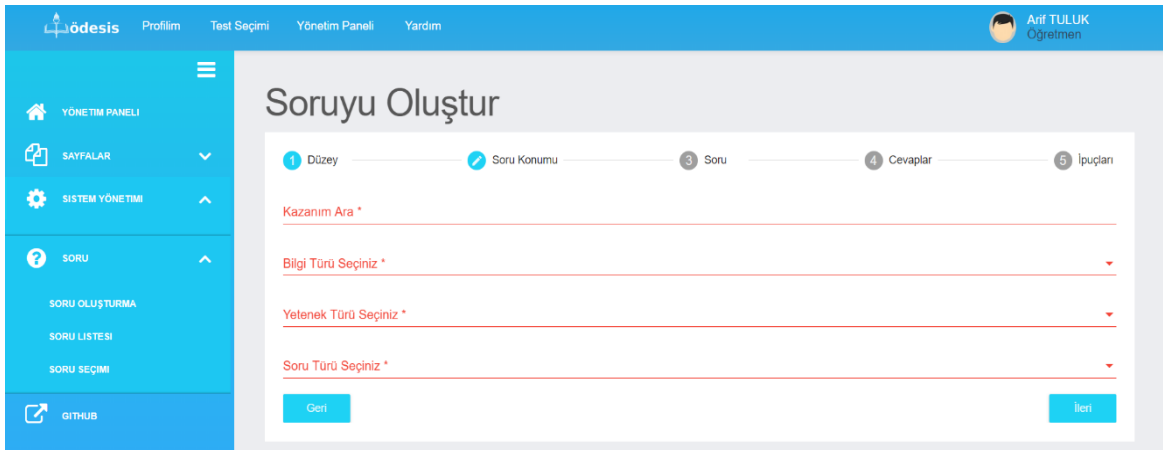 ödesis Profilim Test Seçimi Yönetim Paneli Yardım
Arif TULUK
Öğretmen
YÖNETIM PANELI
SAYFALAR
SISTEM YÖNETIMI
SORU
SORU OLUŞTURMA
SORU LISTESI
SORU SEÇIMI
GITHUB
Soruyu Oluştur
1 Düzey Soru Konumu 3 Soru 4 Cevaplar 5 İpuçları
Kazanım Ara *
Bilgi Türü Seçiniz *
Yetenek Türü Seçiniz *
Soru Türü Seçiniz *
Geri İleri